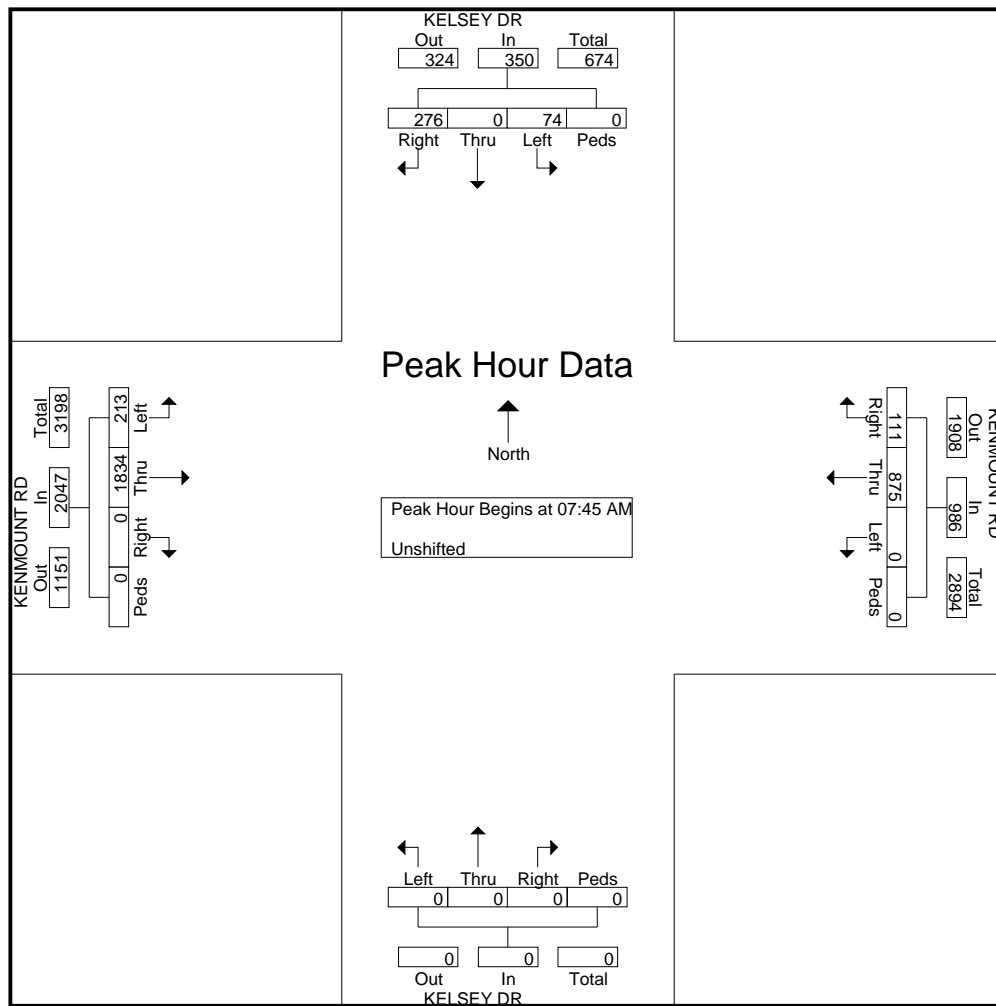 KELSEY DR
Out In Total
324 350 674
276 0 74 0
Right Thru Left Peds
Peak Hour Data
North
Peak Hour Begins at 07:45 AM
Unshifted
KENMOUNT RD
Total In Out
3198 2047 1151
213 1834 0 0
Left Thru Right Peds
KENMOUNT RD
Out In Total
1908 986 2894
111 875 0 0
Right Thru Left Peds
Left Thru Right Peds
0 0 0 0
0 0 0
Out In Total
KELSEY DR